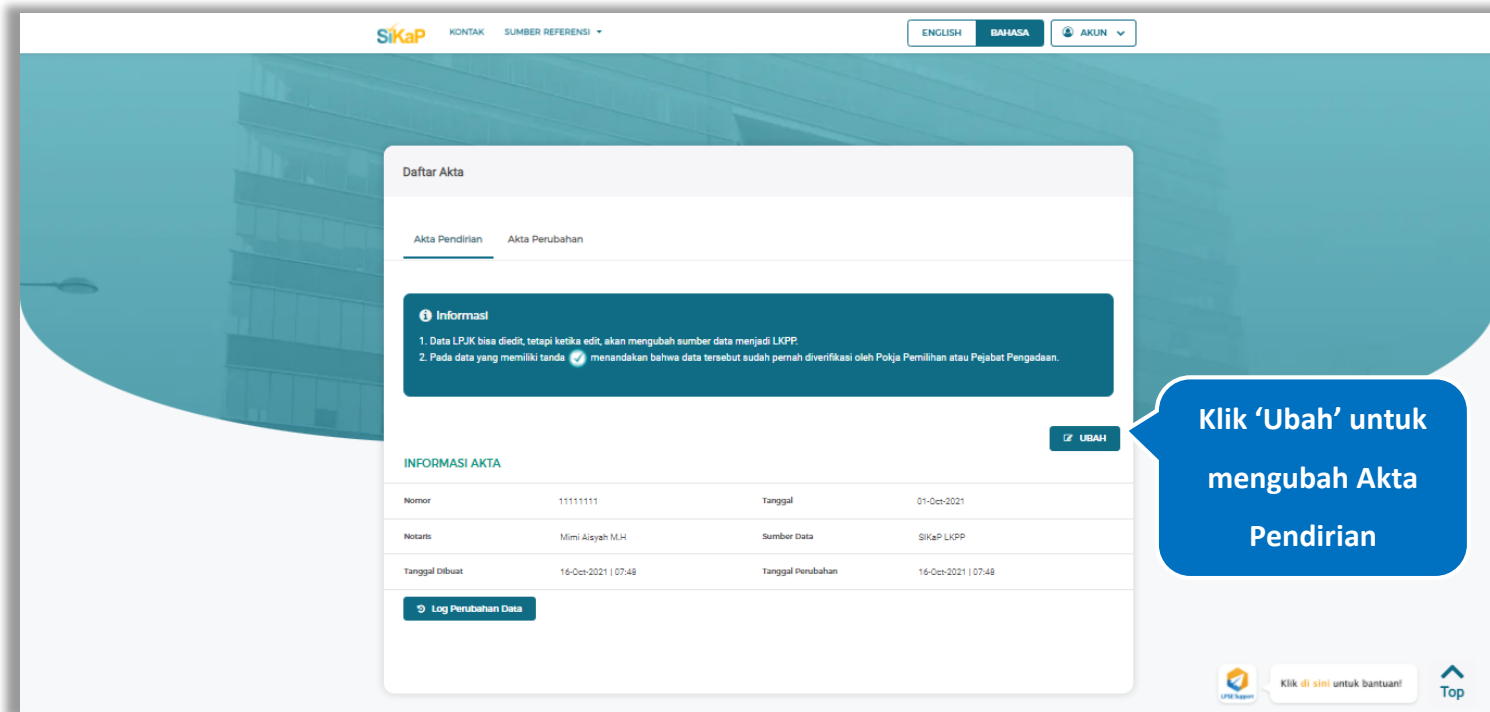 SiKaP KONTAK SUMBER REFERENSI ENGLISH BAHASA AKUN
Daftar Akta
Akta Pendirian Akta Perubahan
Informasi
1. Data LPJK bisa diedit, tetapi ketika edit, akan mengubah sumber data menjadi LKPP.
2. Pada data yang memiliki tanda menandakan bahwa data tersebut sudah pernah diverifikasi oleh Pokja Pemilihan atau Pejabat Pengadaan.
UBAH
Klik ‘Ubah’ untuk
mengubah Akta
Pendirian
INFORMASI AKTA
Nomor 11111111 Tanggal 01-Oct-2021
Notaris Mimi Aisyah M.H Sumber Data SIKaP LKPP
Tanggal Dibuat 16-Oct-2021 | 07:48 Tanggal Perubahan 16-Oct-2021 | 07:48
Log Perubahan Data
LPSE Support Klik di sini untuk bantuan! Top